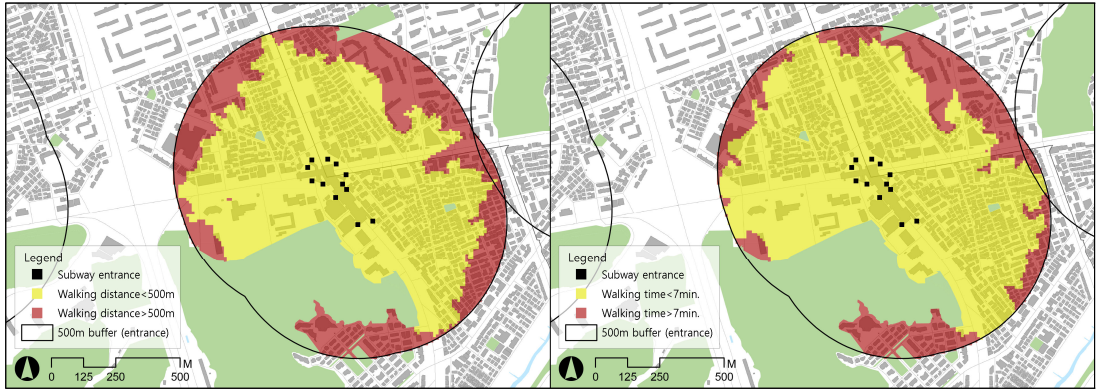 Legend
Subway entrance
Walking distance<500m
Walking distance>500m
500m buffer (entrance)
M
0 125 250 500
Legend
Subway entrance
Walking time<7min.
Walking time>7min.
500m buffer (entrance)
M
0 125 250 500